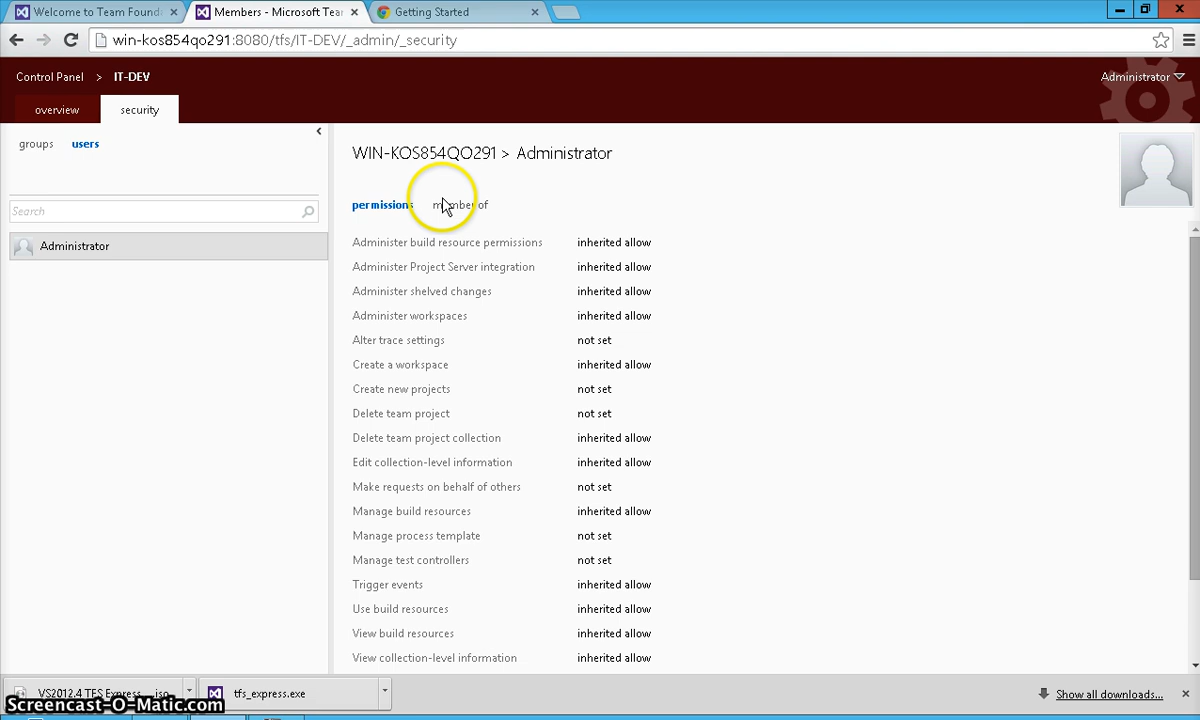 Welcome to Team Found
Members - Microsoft Tea
Getting Started
win-kos854qo291:8080/tfs/IT-DEV/_admin/_security
Control Panel > IT-DEV
Administrator
overview
security
groups
users
Search
Administrator
WIN-KOS854QO291 > Administrator
permissions
member of
Administer build resource permissions inherited allow
Administer Project Server integration inherited allow
Administer shelved changes inherited allow
Administer workspaces inherited allow
Alter trace settings not set
Create a workspace inherited allow
Create new projects not set
Delete team project not set
Delete team project collection inherited allow
Edit collection-level information inherited allow
Make requests on behalf of others not set
Manage build resources inherited allow
Manage process template not set
Manage test controllers not set
Trigger events inherited allow
Use build resources inherited allow
View build resources inherited allow
View collection-level information inherited allow
VS2012.4 TFS Express ....iso
tfs_express.exe
Show all downloads...
Screencast-O-Matic.com